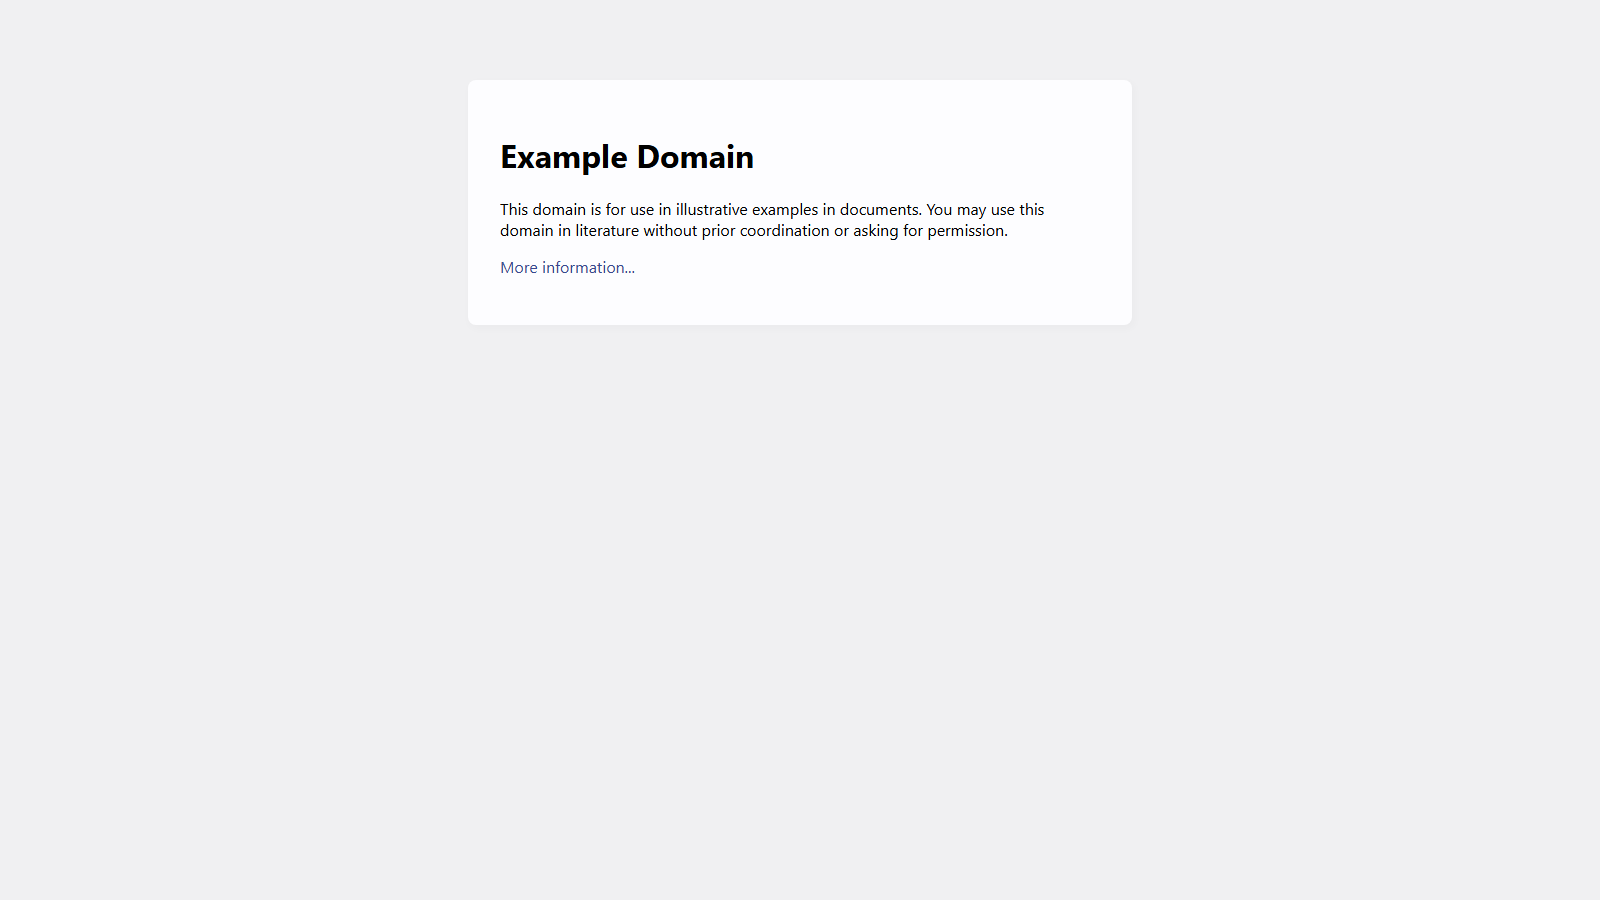 Example Domain
This domain is for use in illustrative examples in documents. You may use this
domain in literature without prior coordination or asking for permission.
More information...